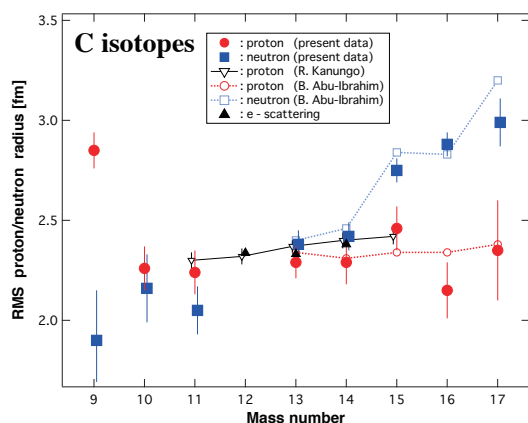 C isotopes
: proton (present data)
: neutron (present data)
: proton (R. Kanungo)
: proton (B. Abu-Ibrahim)
: neutron (B. Abu-Ibrahim)
: e - scattering
RMS proton/neutron radius [fm]
3.5
3.0
2.5
2.0
9 10 11 12 13 14 15 16 17
Mass number